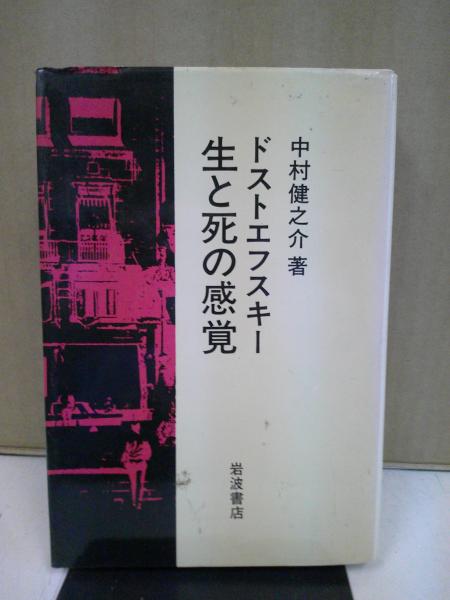 中村健之介 著
ドストエフスキー
生と死の感覚
岩波書店